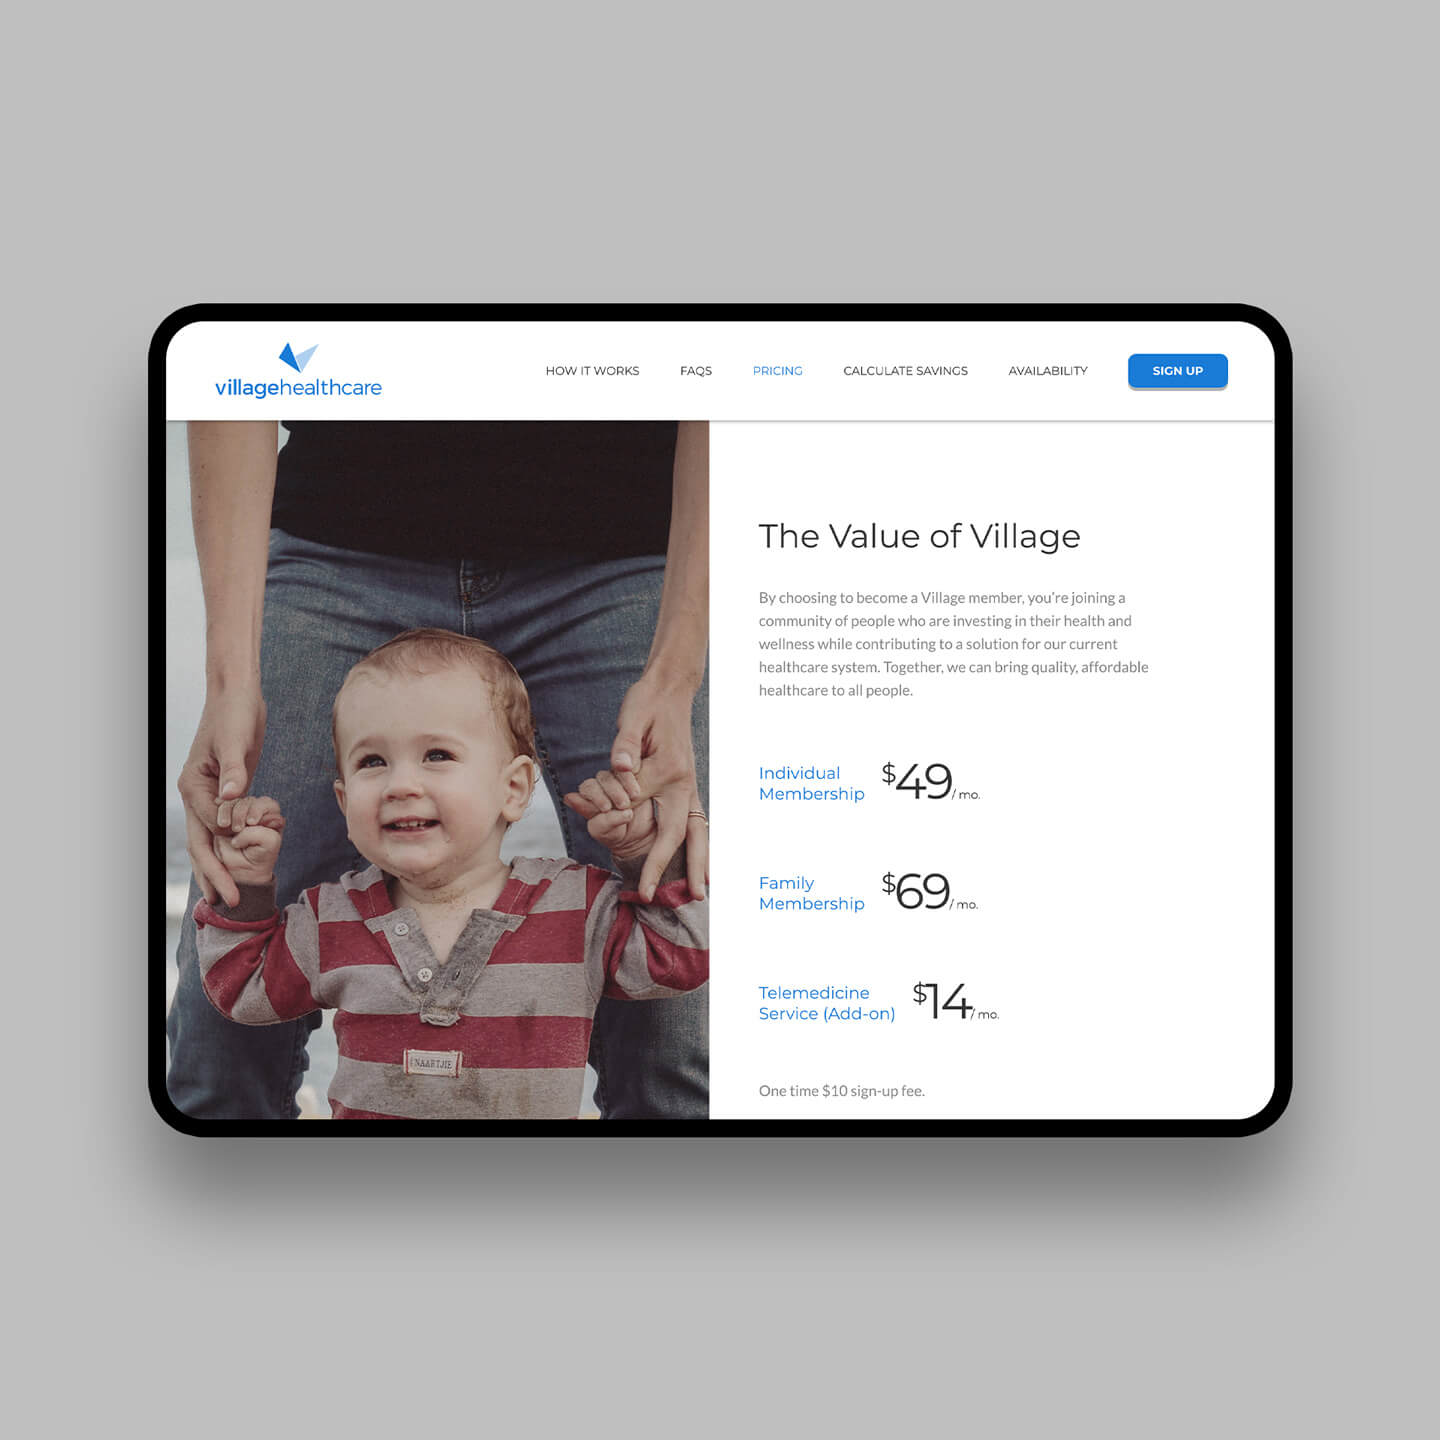 villagehealthcare
HOW IT WORKS
FAQS
PRICING
CALCULATE SAVINGS
AVAILABILITY
SIGN UP
The Value of Village
By choosing to become a Village member, you're joining a
community of people who are investing in their health and
wellness while contributing to a solution for our current
healthcare system. Together, we can bring quality, affordable
healthcare to all people.
Individual
Membership
$49/ mo.
Family
Membership
$69/ mo.
Telemedicine
Service (Add-on)
$14/ mo.
One time $10 sign-up fee.
NAARTJIE